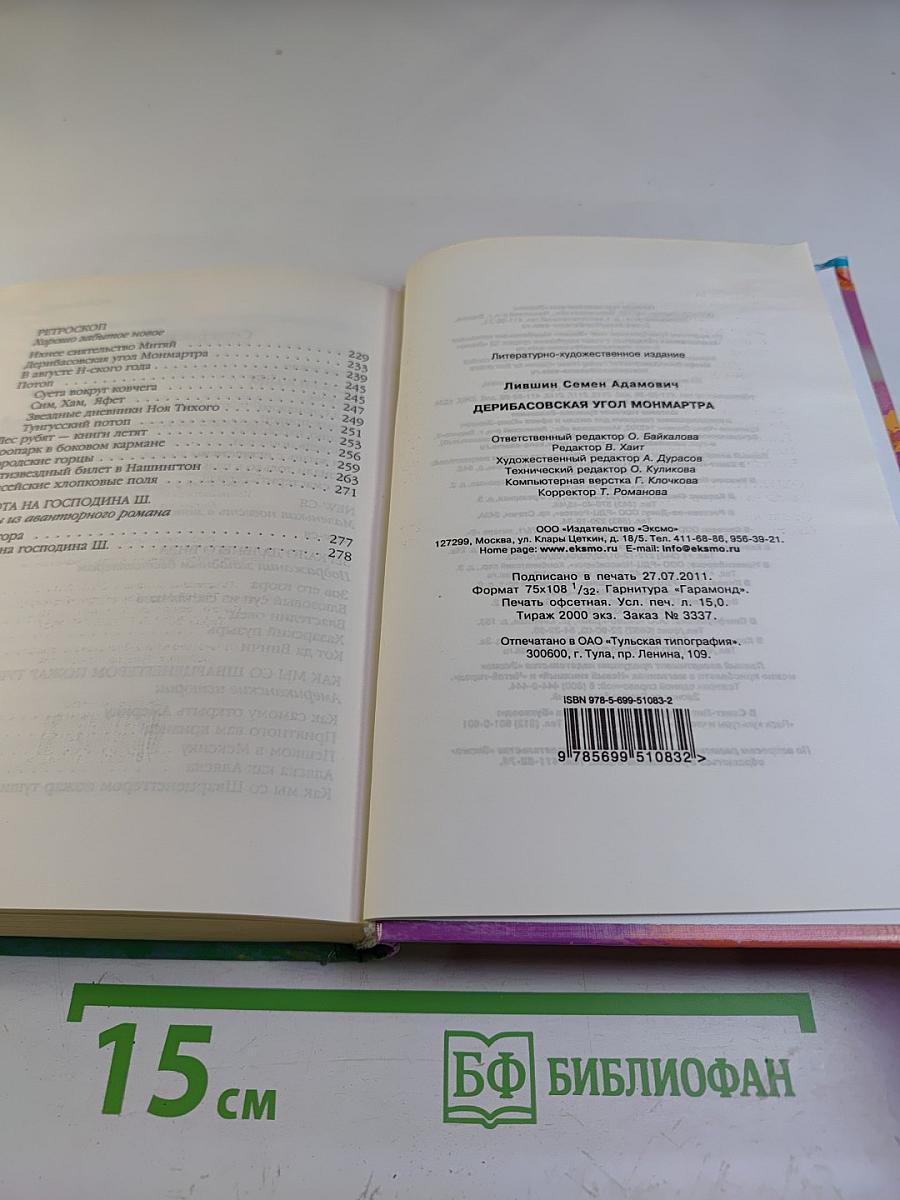 РЕТРОСКОП
Хорошо забытое новое
Ихнее сиятельство Митяй 229
Дерибасовская угол Монмартра 233
В августе Н-ского года 239
Потоп 245
Суета вокруг ковчега 245
Сим, Хам, Яфет 247
Звездные дневники Ноя Тихого 249
Тунгусский потоп 251
Лес рубят — книги летят 253
оопарк в боковом кармане 256
ородские горцы 259
тизвездный билет в Нашингтон 263
сейские хлопковые поля 271
ОТА НА ГОСПОДИНА Ш.
ы из авантюрного романа
ора 277
на господина Ш. 278
Литературно-художественное издание
Лившин Семен Адамович
ДЕРИБАСОВСКАЯ УГОЛ МОНМАРТРА
Ответственный редактор О. Байкалова
Редактор В. Хаит
Художественный редактор А. Дурасов
Технический редактор О. Куликова
Компьютерная верстка Г. Клочкова
Корректор Т. Романова
ООО «Издательство «Эксмо»
127299, Москва, ул. Клары Цеткин, д. 18/5. Тел. 411-68-86, 956-39-21.
Home page: www.eksmo.ru E-mail: info@eksmo.ru
Подписано в печать 27.07.2011.
Формат 75x108 1/32. Гарнитура «Гарамонд».
Печать офсетная. Усл. печ. л. 15,0.
Тираж 2000 экз. Заказ № 3337.
Отпечатано в ОАО «Тульская типография».
300600, г. Тула, пр. Ленина, 109.
ISBN 978-5-699-51083-2
9 785699 510832 >
15 см
БФ БИБЛИОФАН